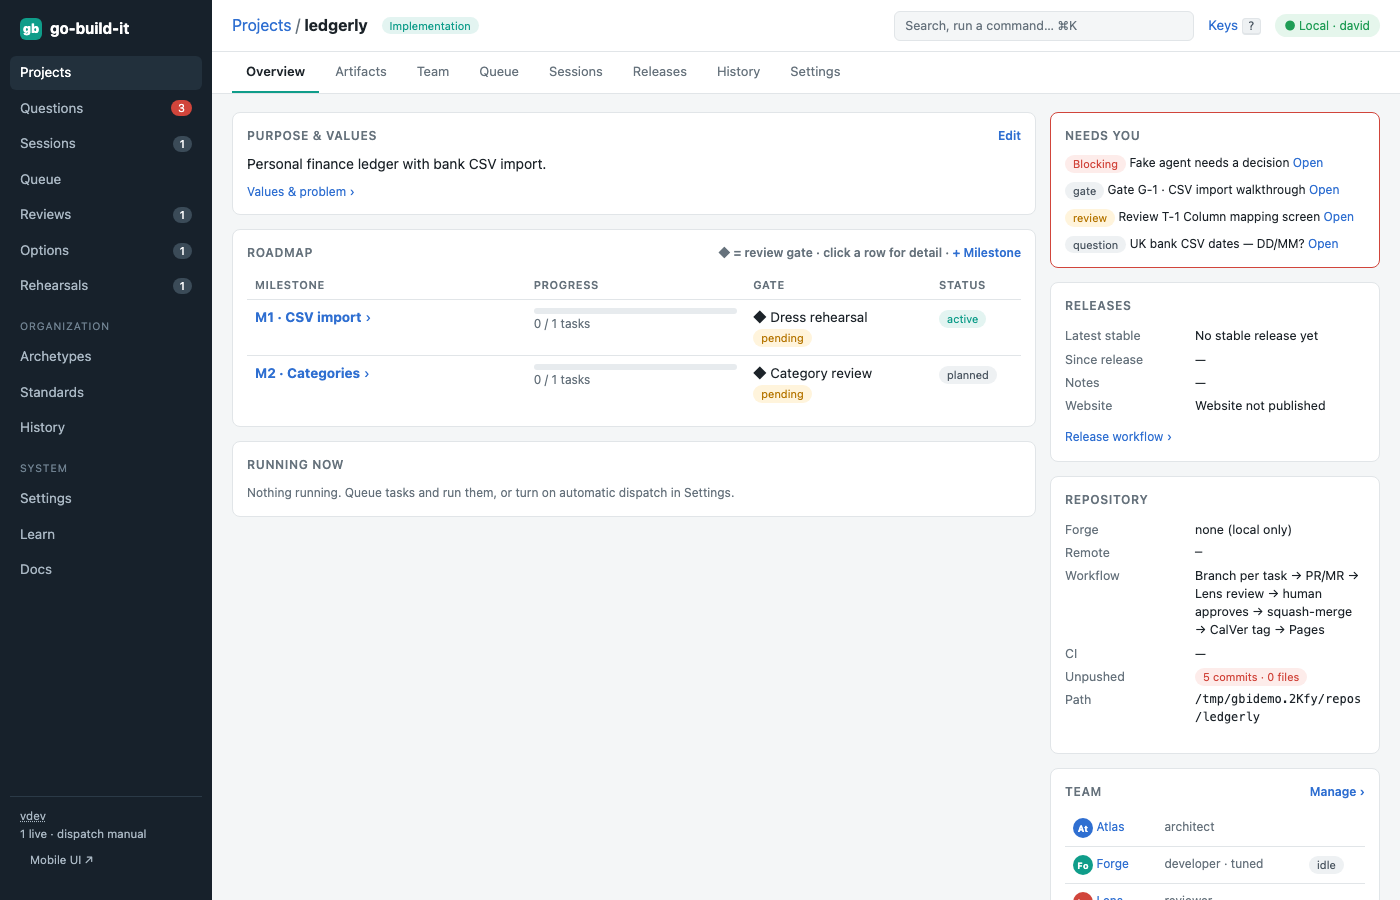 gb go-build-it
Projects
Questions 3
Sessions 1
Queue
Reviews 1
Options 1
Rehearsals 1
ORGANIZATION
Archetypes
Standards
History
SYSTEM
Settings
Learn
Docs
vdev
1 live · dispatch manual
Mobile UI ↗
Projects / ledgerly Implementation
Search, run a command... ⌘K
Keys ?
Local · david
Overview Artifacts Team Queue Sessions Releases History Settings
PURPOSE & VALUES Edit
Personal finance ledger with bank CSV import.
Values & problem ›
ROADMAP ◆ = review gate · click a row for detail · + Milestone
MILESTONE PROGRESS GATE STATUS
M1 · CSV import › 0 / 1 tasks ◆ Dress rehearsal active
pending
M2 · Categories › 0 / 1 tasks ◆ Category review planned
pending
RUNNING NOW
Nothing running. Queue tasks and run them, or turn on automatic dispatch in Settings.
NEEDS YOU
Blocking Fake agent needs a decision Open
gate Gate G-1 · CSV import walkthrough Open
review Review T-1 Column mapping screen Open
question UK bank CSV dates — DD/MM? Open
RELEASES
Latest stable No stable release yet
Since release —
Notes —
Website Website not published
Release workflow ›
REPOSITORY
Forge none (local only)
Remote —
Workflow Branch per task → PR/MR →
Lens review → human
approves → squash-merge
→ CalVer tag → Pages
CI —
Unpushed 5 commits · 0 files
Path /tmp/gbidemo.2Kfy/repos
/ledgerly
TEAM Manage ›
At Atlas architect
Fo Forge developer · tuned idle
Lens reviewer